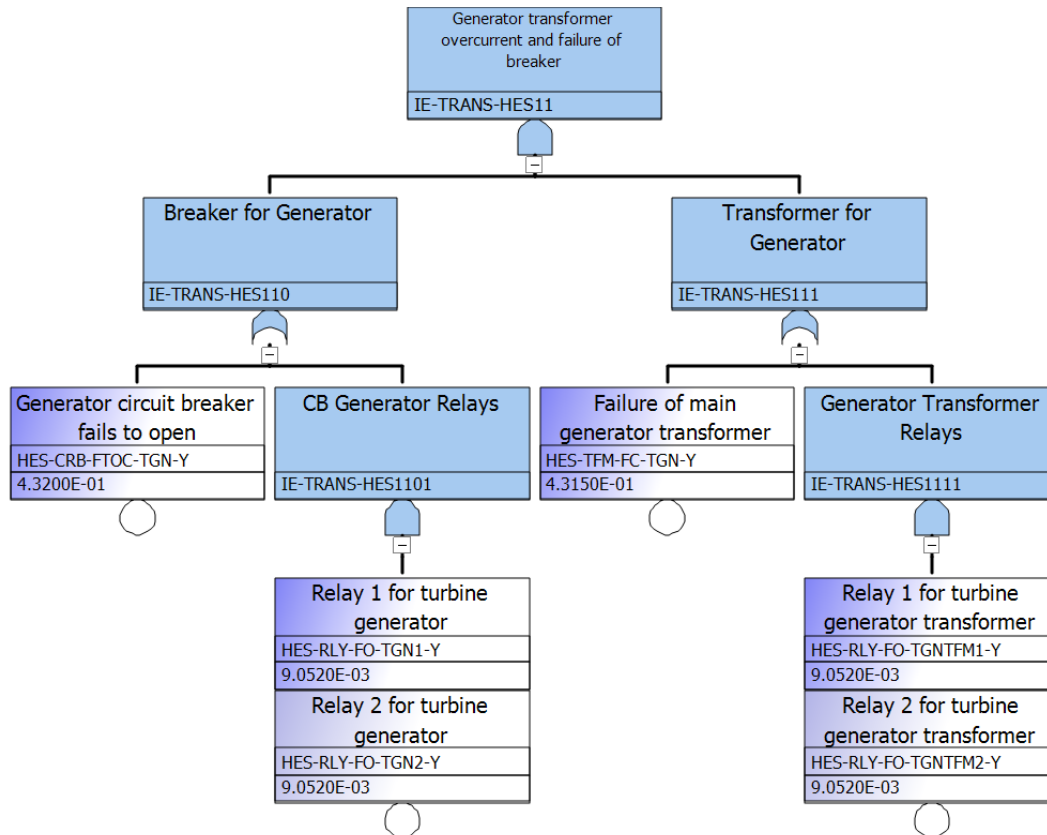 Generator transformer
overcurrent and failure of
breaker
IE-TRANS-HES11
Breaker for Generator
IE-TRANS-HES110
Transformer for
Generator
IE-TRANS-HES111
Generator circuit breaker
fails to open
HES-CRB-FTOC-TGN-Y
4.3200E-01
CB Generator Relays
IE-TRANS-HES1101
Failure of main
generator transformer
HES-TFM-FC-TGN-Y
4.3150E-01
Generator Transformer
Relays
IE-TRANS-HES1111
Relay 1 for turbine
generator
HES-RLY-FO-TGN1-Y
9.0520E-03
Relay 2 for turbine
generator
HES-RLY-FO-TGN2-Y
9.0520E-03
Relay 1 for turbine
generator transformer
HES-RLY-FO-TGNTFM1-Y
9.0520E-03
Relay 2 for turbine
generator transformer
HES-RLY-FO-TGNTFM2-Y
9.0520E-03